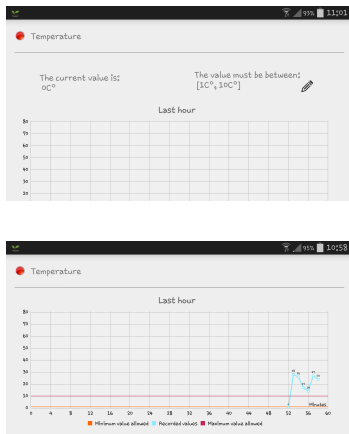 93% 11:01
Temperature
The current value is:
0C°
The value must be between:
[1C°, 10C°]
Last hour
80
70
60
50
40
30
20
95% 10:58
Temperature
Last hour
80
70
60
50
40
30
20
10
0
Minutes
0 4 8 12 16 20 24 28 32 36 40 44 48 52 56 60
Minimum value allowed Recorded values Maximum value allowed